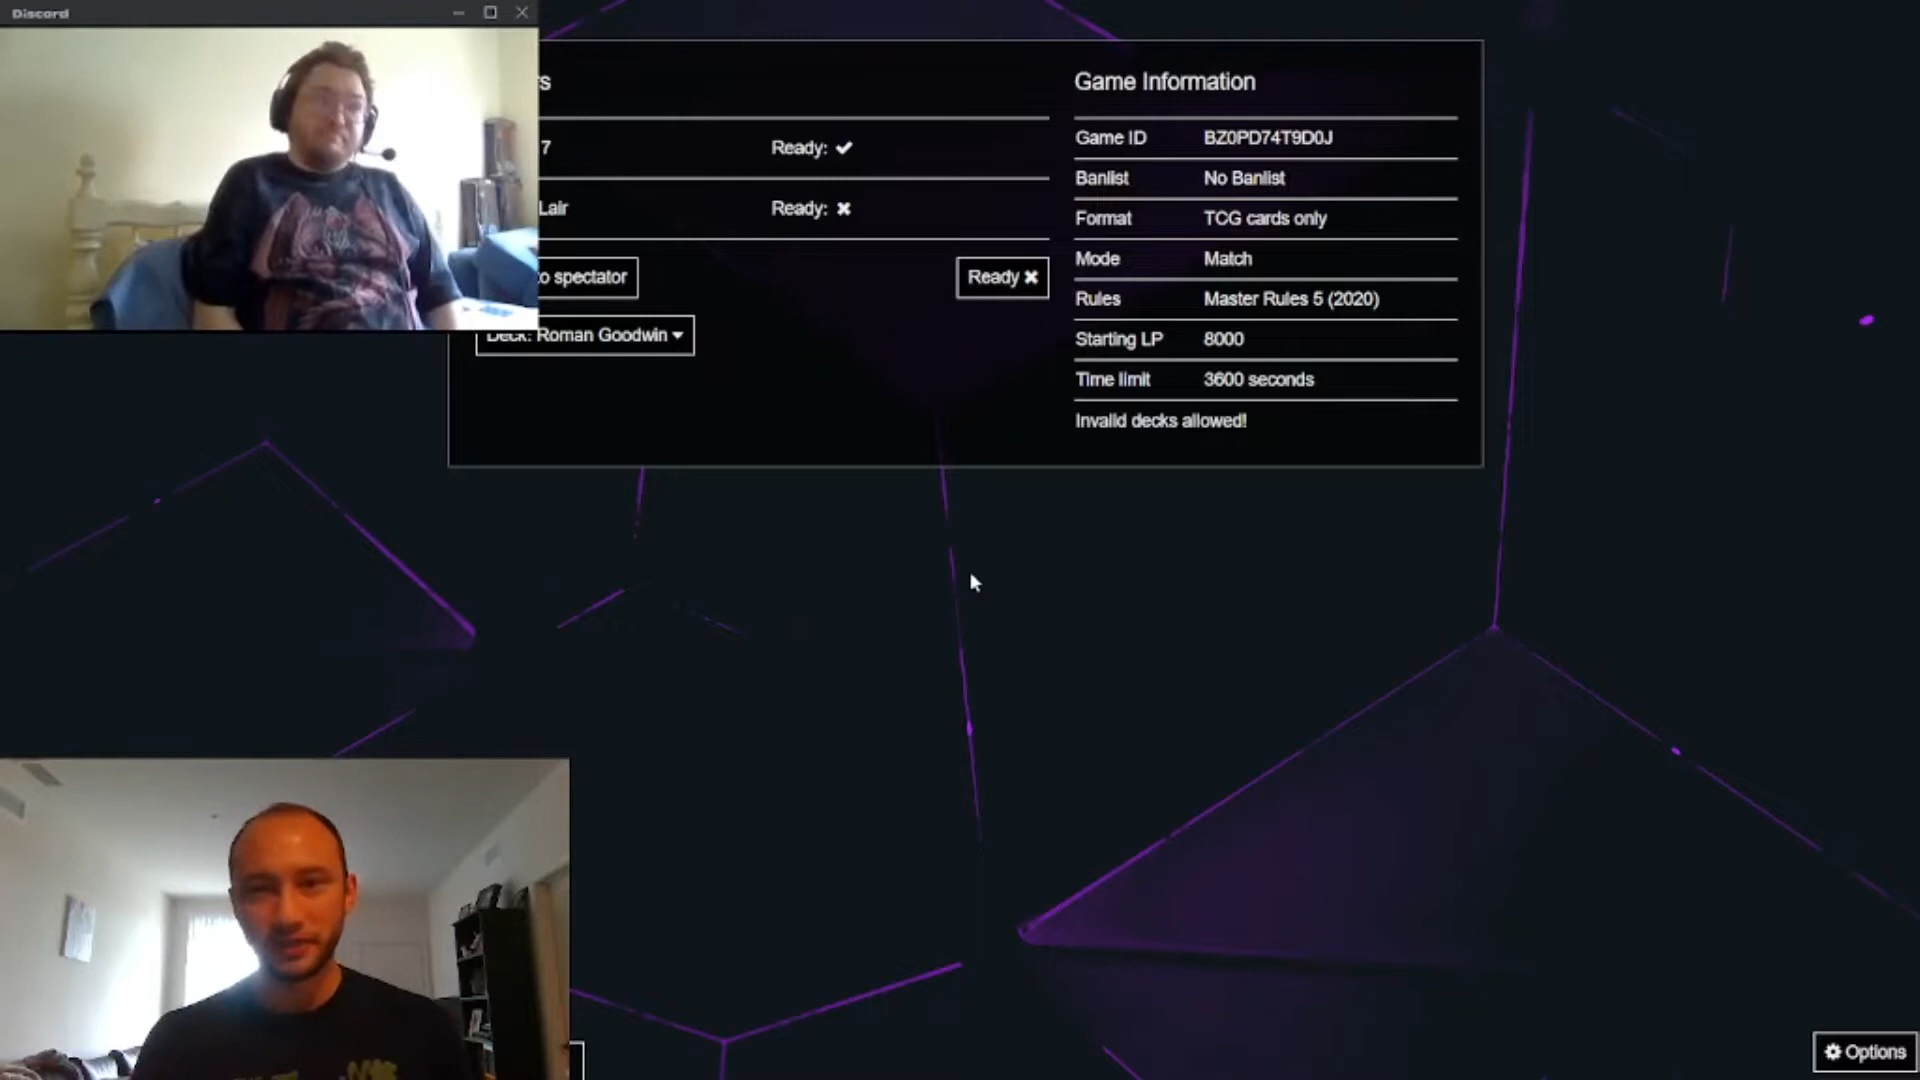 Discord
rs
Game Information
7
Ready: ✔
Game ID
BZ0PD74T9D0J
Banlist
No Banlist
Lair
Ready: ✖
Format
TCG cards only
Mode
Match
to spectator
Ready ✖
Rules
Master Rules 5 (2020)
Deck: Roman Goodwin
Starting LP
8000
Time limit
3600 seconds
Invalid decks allowed!
Options